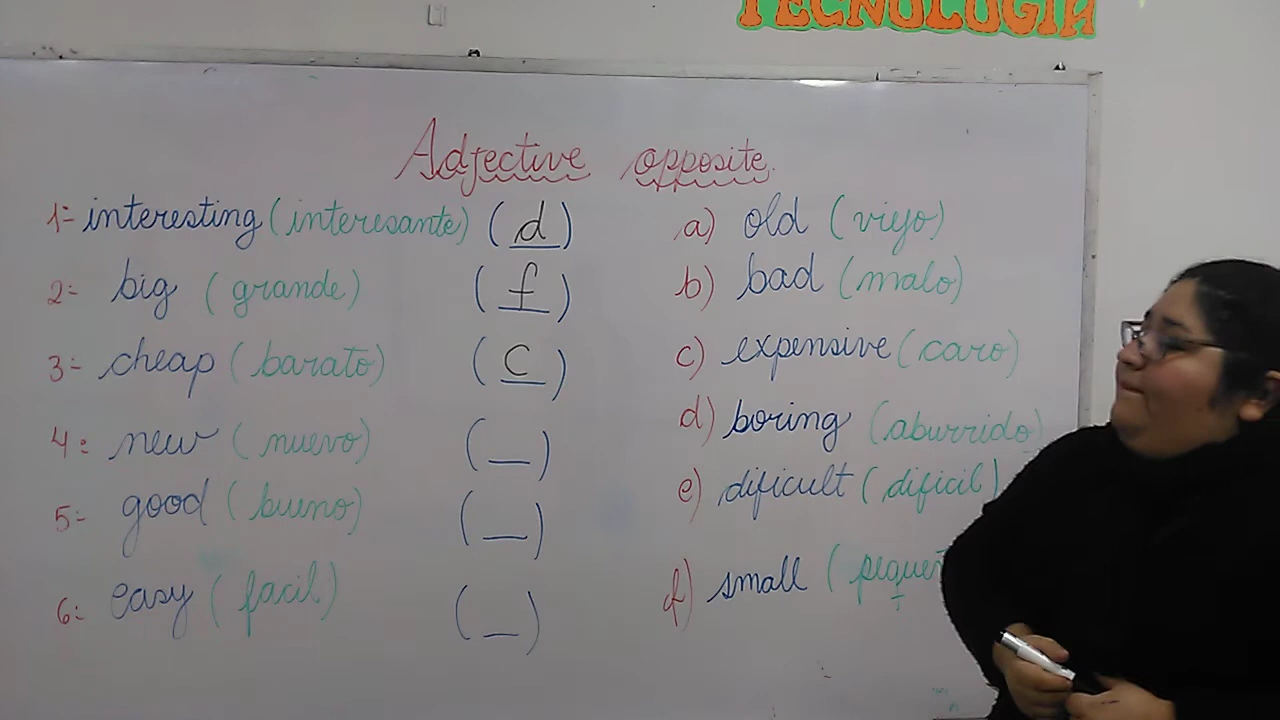 TECNOLOGIA
Adjective opposite.
1- interesting (interesante) (d) a) old (viejo)
2- big (grande) (f) b) bad (malo)
3- cheap (barato) (c) c) expensive (caro)
4- new (nuevo) (_) d) boring (aburrido)
5- good (bueno) (_) e) dificult (dificil)
6- easy (facil) (_) f) small (